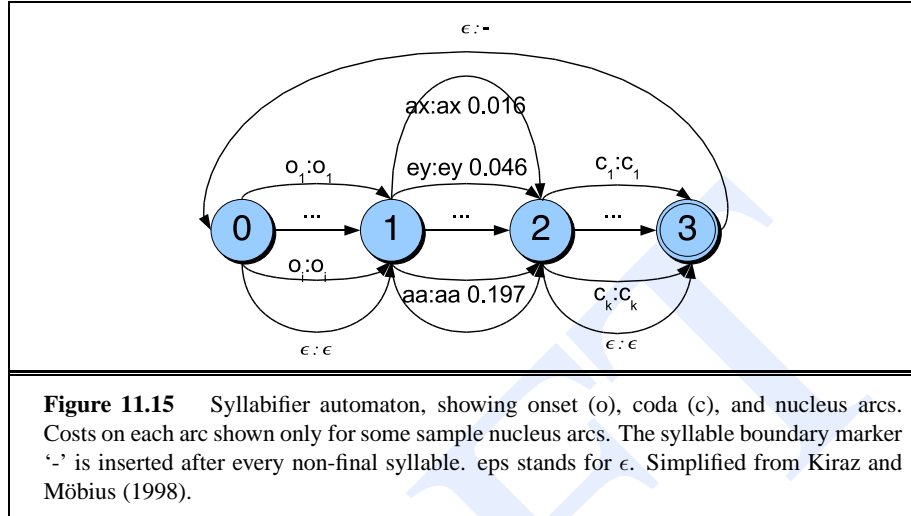 ϵ:-
ax:ax 0.016
o₁:o₁
ey:ey 0.046
c₁:c₁
... ... ...
0 1 2 3
oᵢ:oᵢ
aa:aa 0.197
cₖ:cₖ
ϵ:ϵ
ϵ:ϵ
Figure 11.15 Syllabifier automaton, showing onset (o), coda (c), and nucleus arcs.
Costs on each arc shown only for some sample nucleus arcs. The syllable boundary marker
‘-’ is inserted after every non-final syllable. eps stands for ϵ. Simplified from Kiraz and
Möbius (1998).